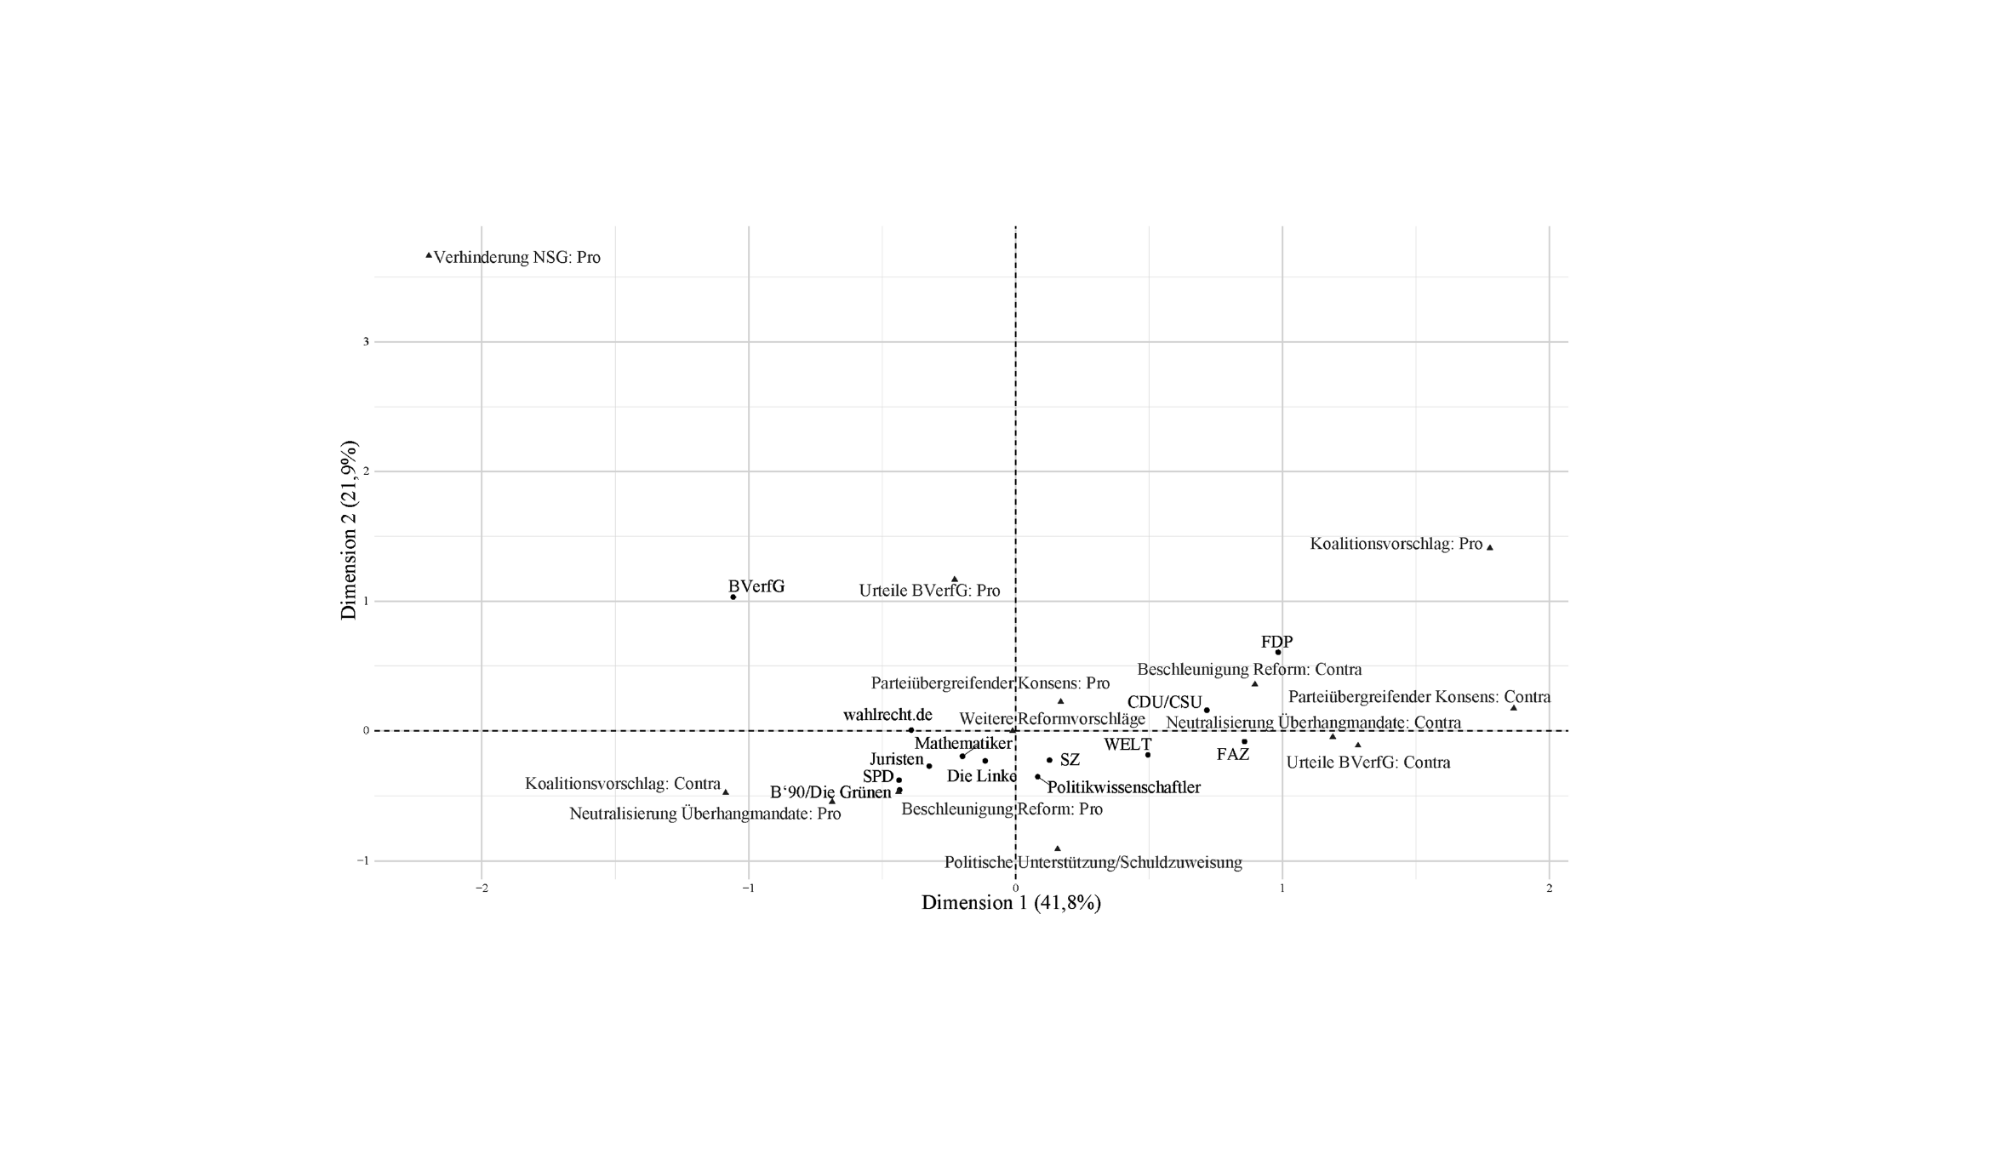 Verhinderung NSG: Pro
3
2
Koalitionsvorschlag: Pro
BVerfG
Urteile BVerfG: Pro
1
FDP
Beschleunigung Reform: Contra
Parteiübergreifender Konsens: Pro
Parteiübergreifender Konsens: Contra
CDU/CSU
wahlrecht.de
Weitere Reformvorschläge
Neutralisierung Überhangmandate: Contra
0
Mathematiker
WELT
FAZ
Juristen
SZ
Urteile BVerfG: Contra
SPD
Die Linke
Koalitionsvorschlag: Contra
Politikwissenschaftler
B‘90/Die Grünen
Beschleunigung Reform: Pro
Neutralisierung Überhangmandate: Pro
−1
Politische Unterstützung/Schuldzuweisung
−2
−1
0
1
2
Dimension 1 (41,8%)
Dimension 2 (21,9%)